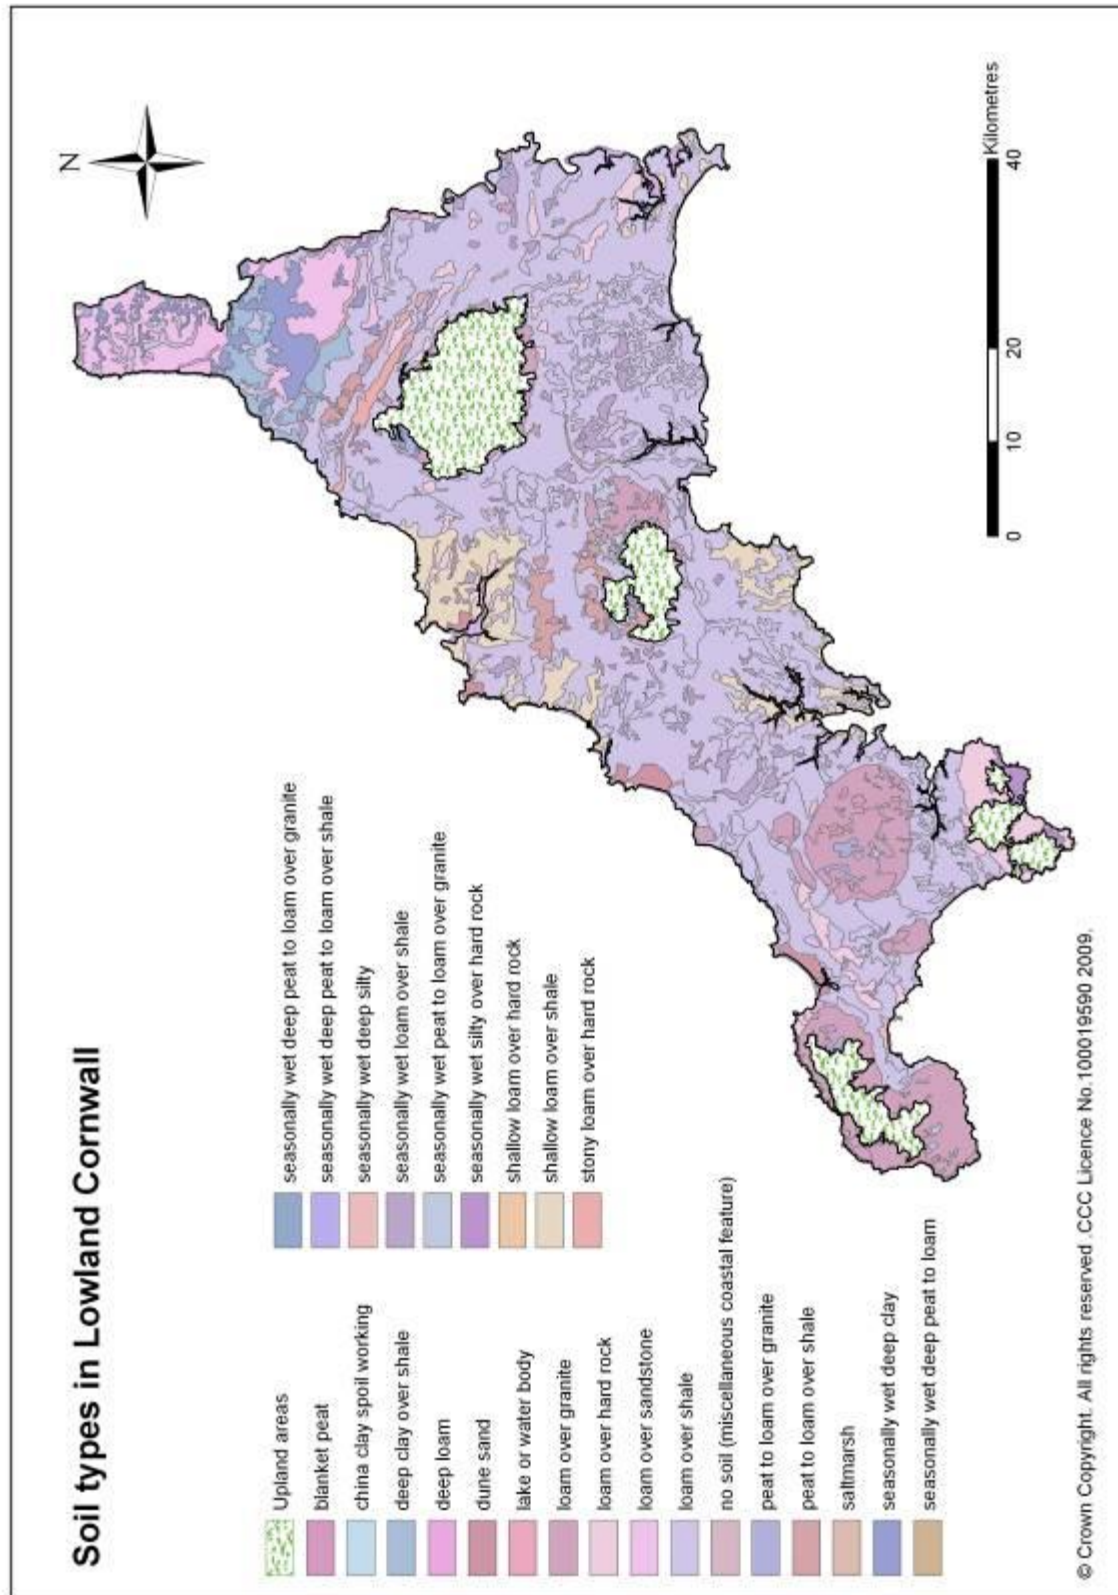 Soil types in Lowland Cornwall
N
Upland areas
blanket peat
china clay spoil working
deep clay over shale
deep loam
dune sand
lake or water body
loam over granite
loam over hard rock
loam over sandstone
loam over shale
no soil (miscellaneous coastal feature)
peat to loam over granite
peat to loam over shale
saltmarsh
seasonally wet deep clay
seasonally wet deep peat to loam
seasonally wet deep peat to loam over granite
seasonally wet deep peat to loam over shale
seasonally wet deep silty
seasonally wet loam over shale
seasonally wet peat to loam over granite
seasonally wet silty over hard rock
shallow loam over hard rock
shallow loam over shale
stony loam over hard rock
0 10 20 40
Kilometres
© Crown Copyright. All rights reserved .CCC Licence No.100019590 2009.